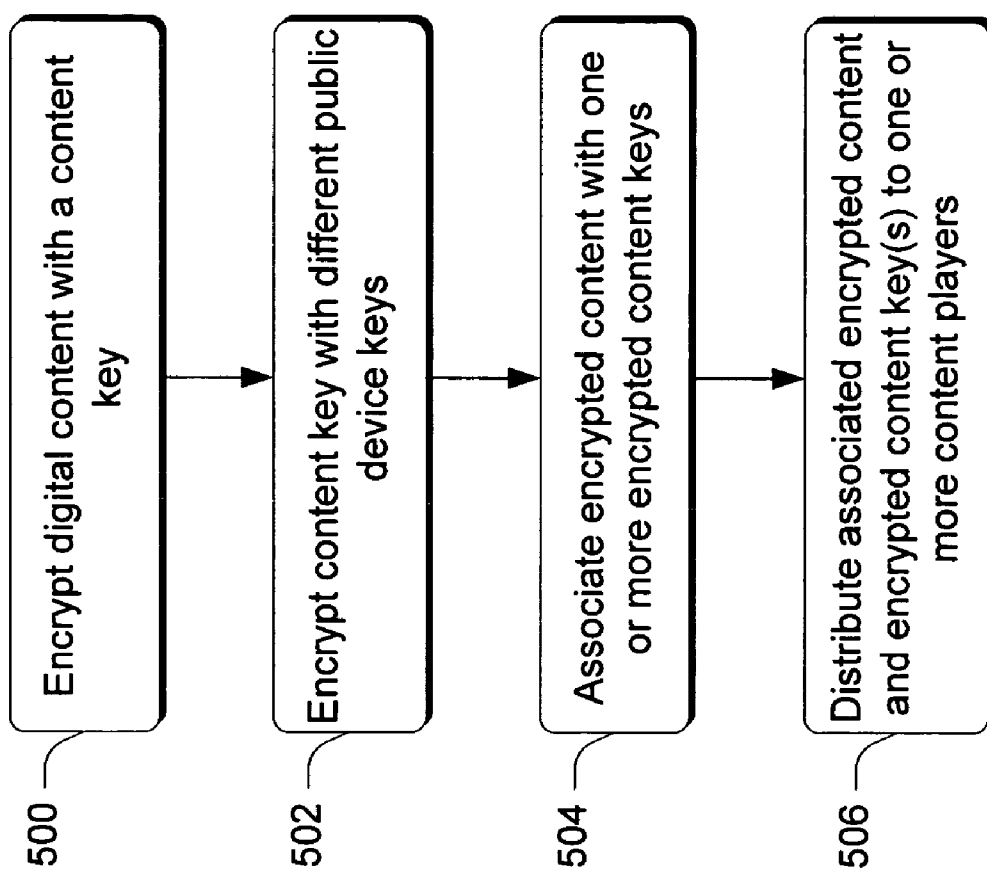 500
Encrypt digital content with a content
key
502
Encrypt content key with different public
device keys
504
Associate encrypted content with one
or more encrypted content keys
506
Distribute associated encrypted content
and encrypted content key(s) to one or
more content players